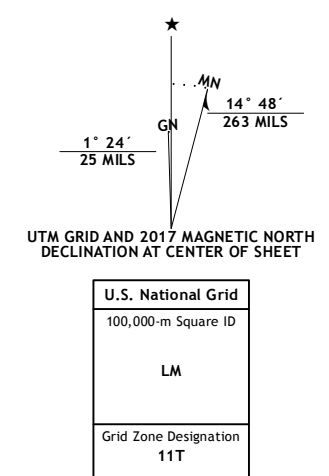 ★
MN
GN
14° 48´
263 MILS
1° 24´
25 MILS
UTM GRID AND 2017 MAGNETIC NORTH
DECLINATION AT CENTER OF SHEET
U.S. National Grid
100,000-m Square ID
LM
Grid Zone Designation
11T